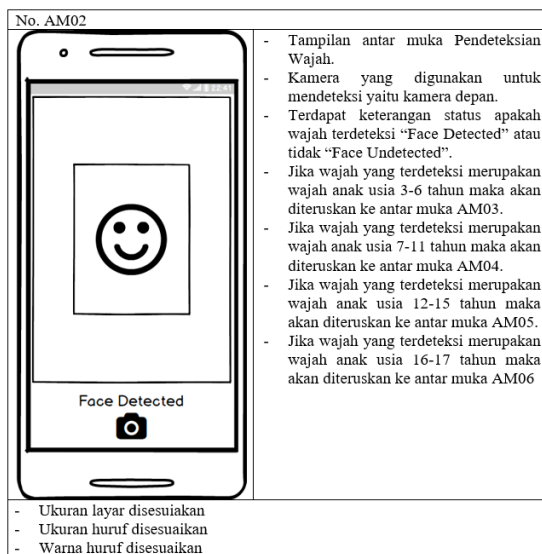 No. AM02
22:41
Face Detected
- Tampilan antar muka Pendeteksian
Wajah.
- Kamera yang digunakan untuk
mendeteksi yaitu kamera depan.
- Terdapat keterangan status apakah
wajah terdeteksi “Face Detected” atau
tidak “Face Undetected”.
- Jika wajah yang terdeteksi merupakan
wajah anak usia 3-6 tahun maka akan
diteruskan ke antar muka AM03.
- Jika wajah yang terdeteksi merupakan
wajah anak usia 7-11 tahun maka akan
diteruskan ke antar muka AM04.
- Jika wajah yang terdeteksi merupakan
wajah anak usia 12-15 tahun maka
akan diteruskan ke antar muka AM05.
- Jika wajah yang terdeteksi merupakan
wajah anak usia 16-17 tahun maka
akan diteruskan ke antar muka AM06
- Ukuran layar disesuiakan
- Ukuran huruf disesuaikan
- Warna huruf disesuaikan